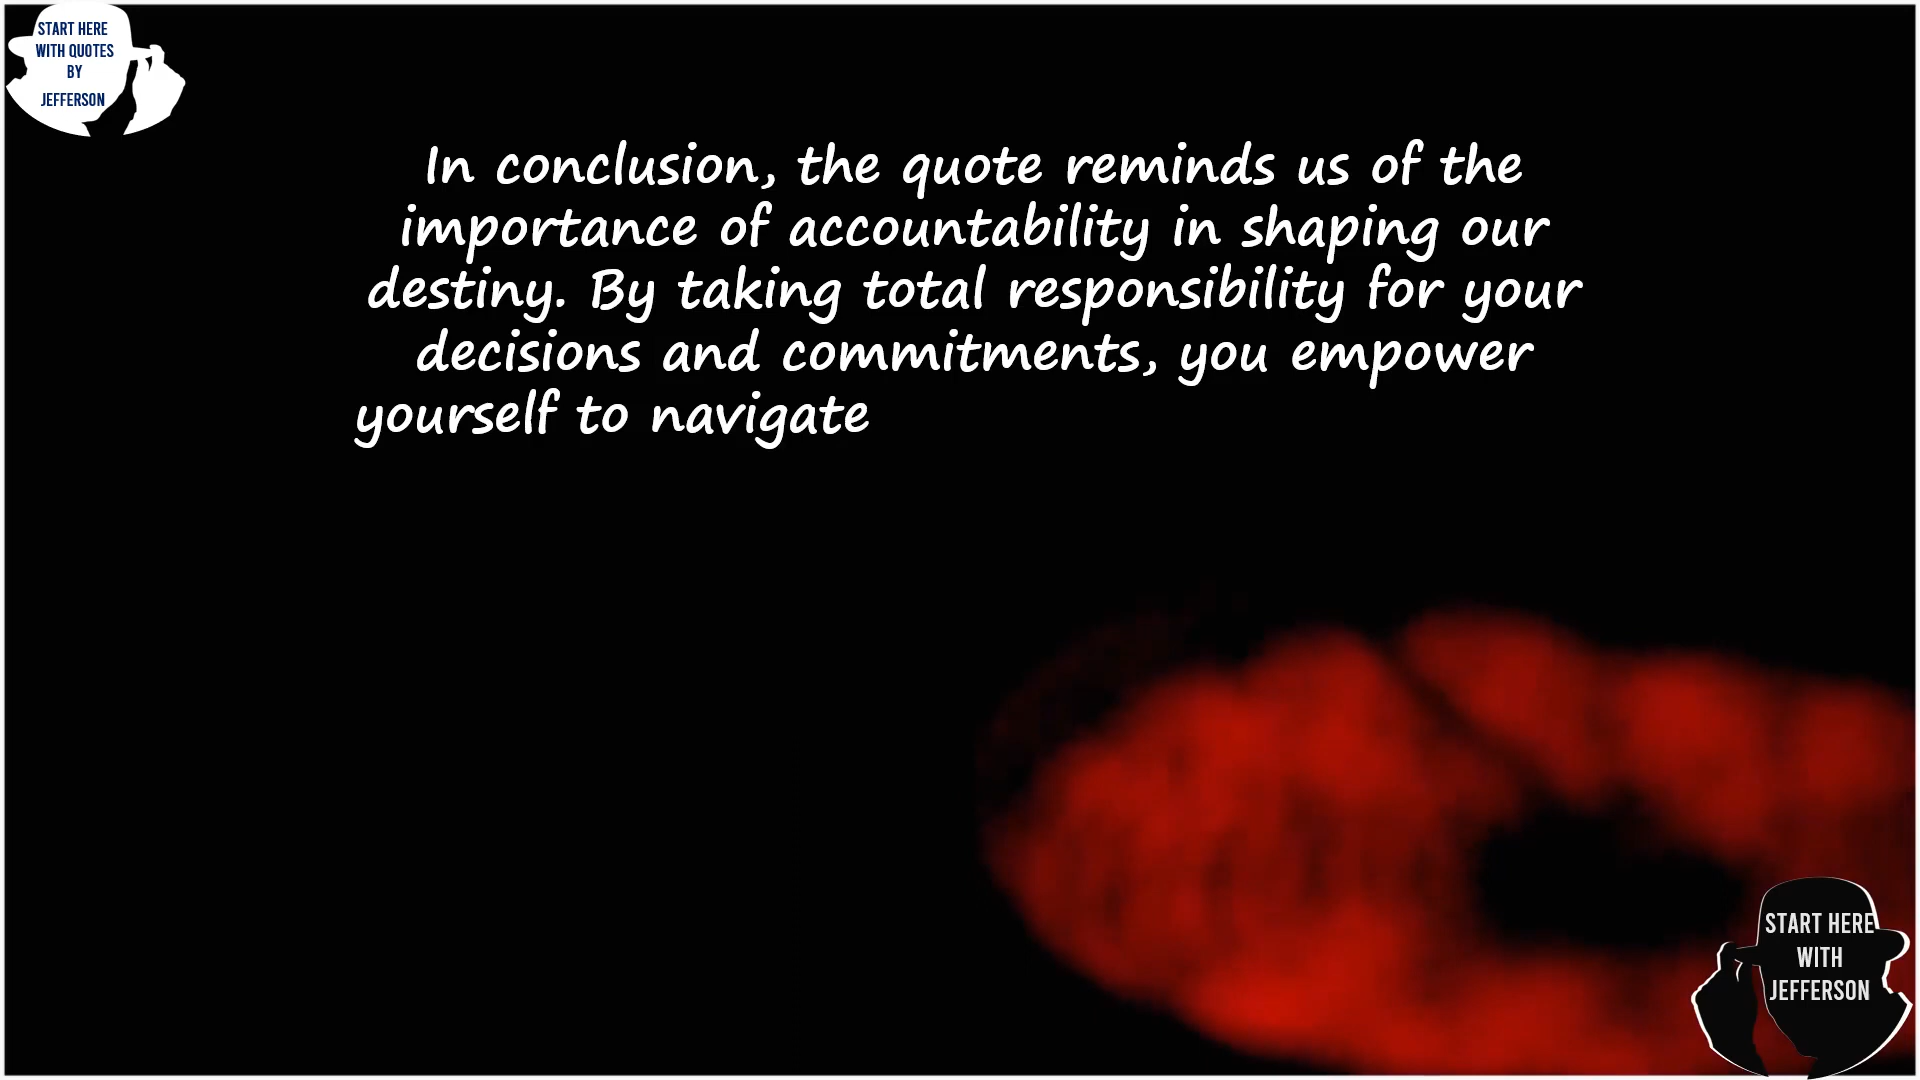 START HERE
WITH QUOTES
BY
JEFFERSON
In conclusion, the quote reminds us of the
importance of accountability in shaping our
destiny. By taking total responsibility for your
decisions and commitments, you empower
yourself to navigate
START HERE
WITH
JEFFERSON